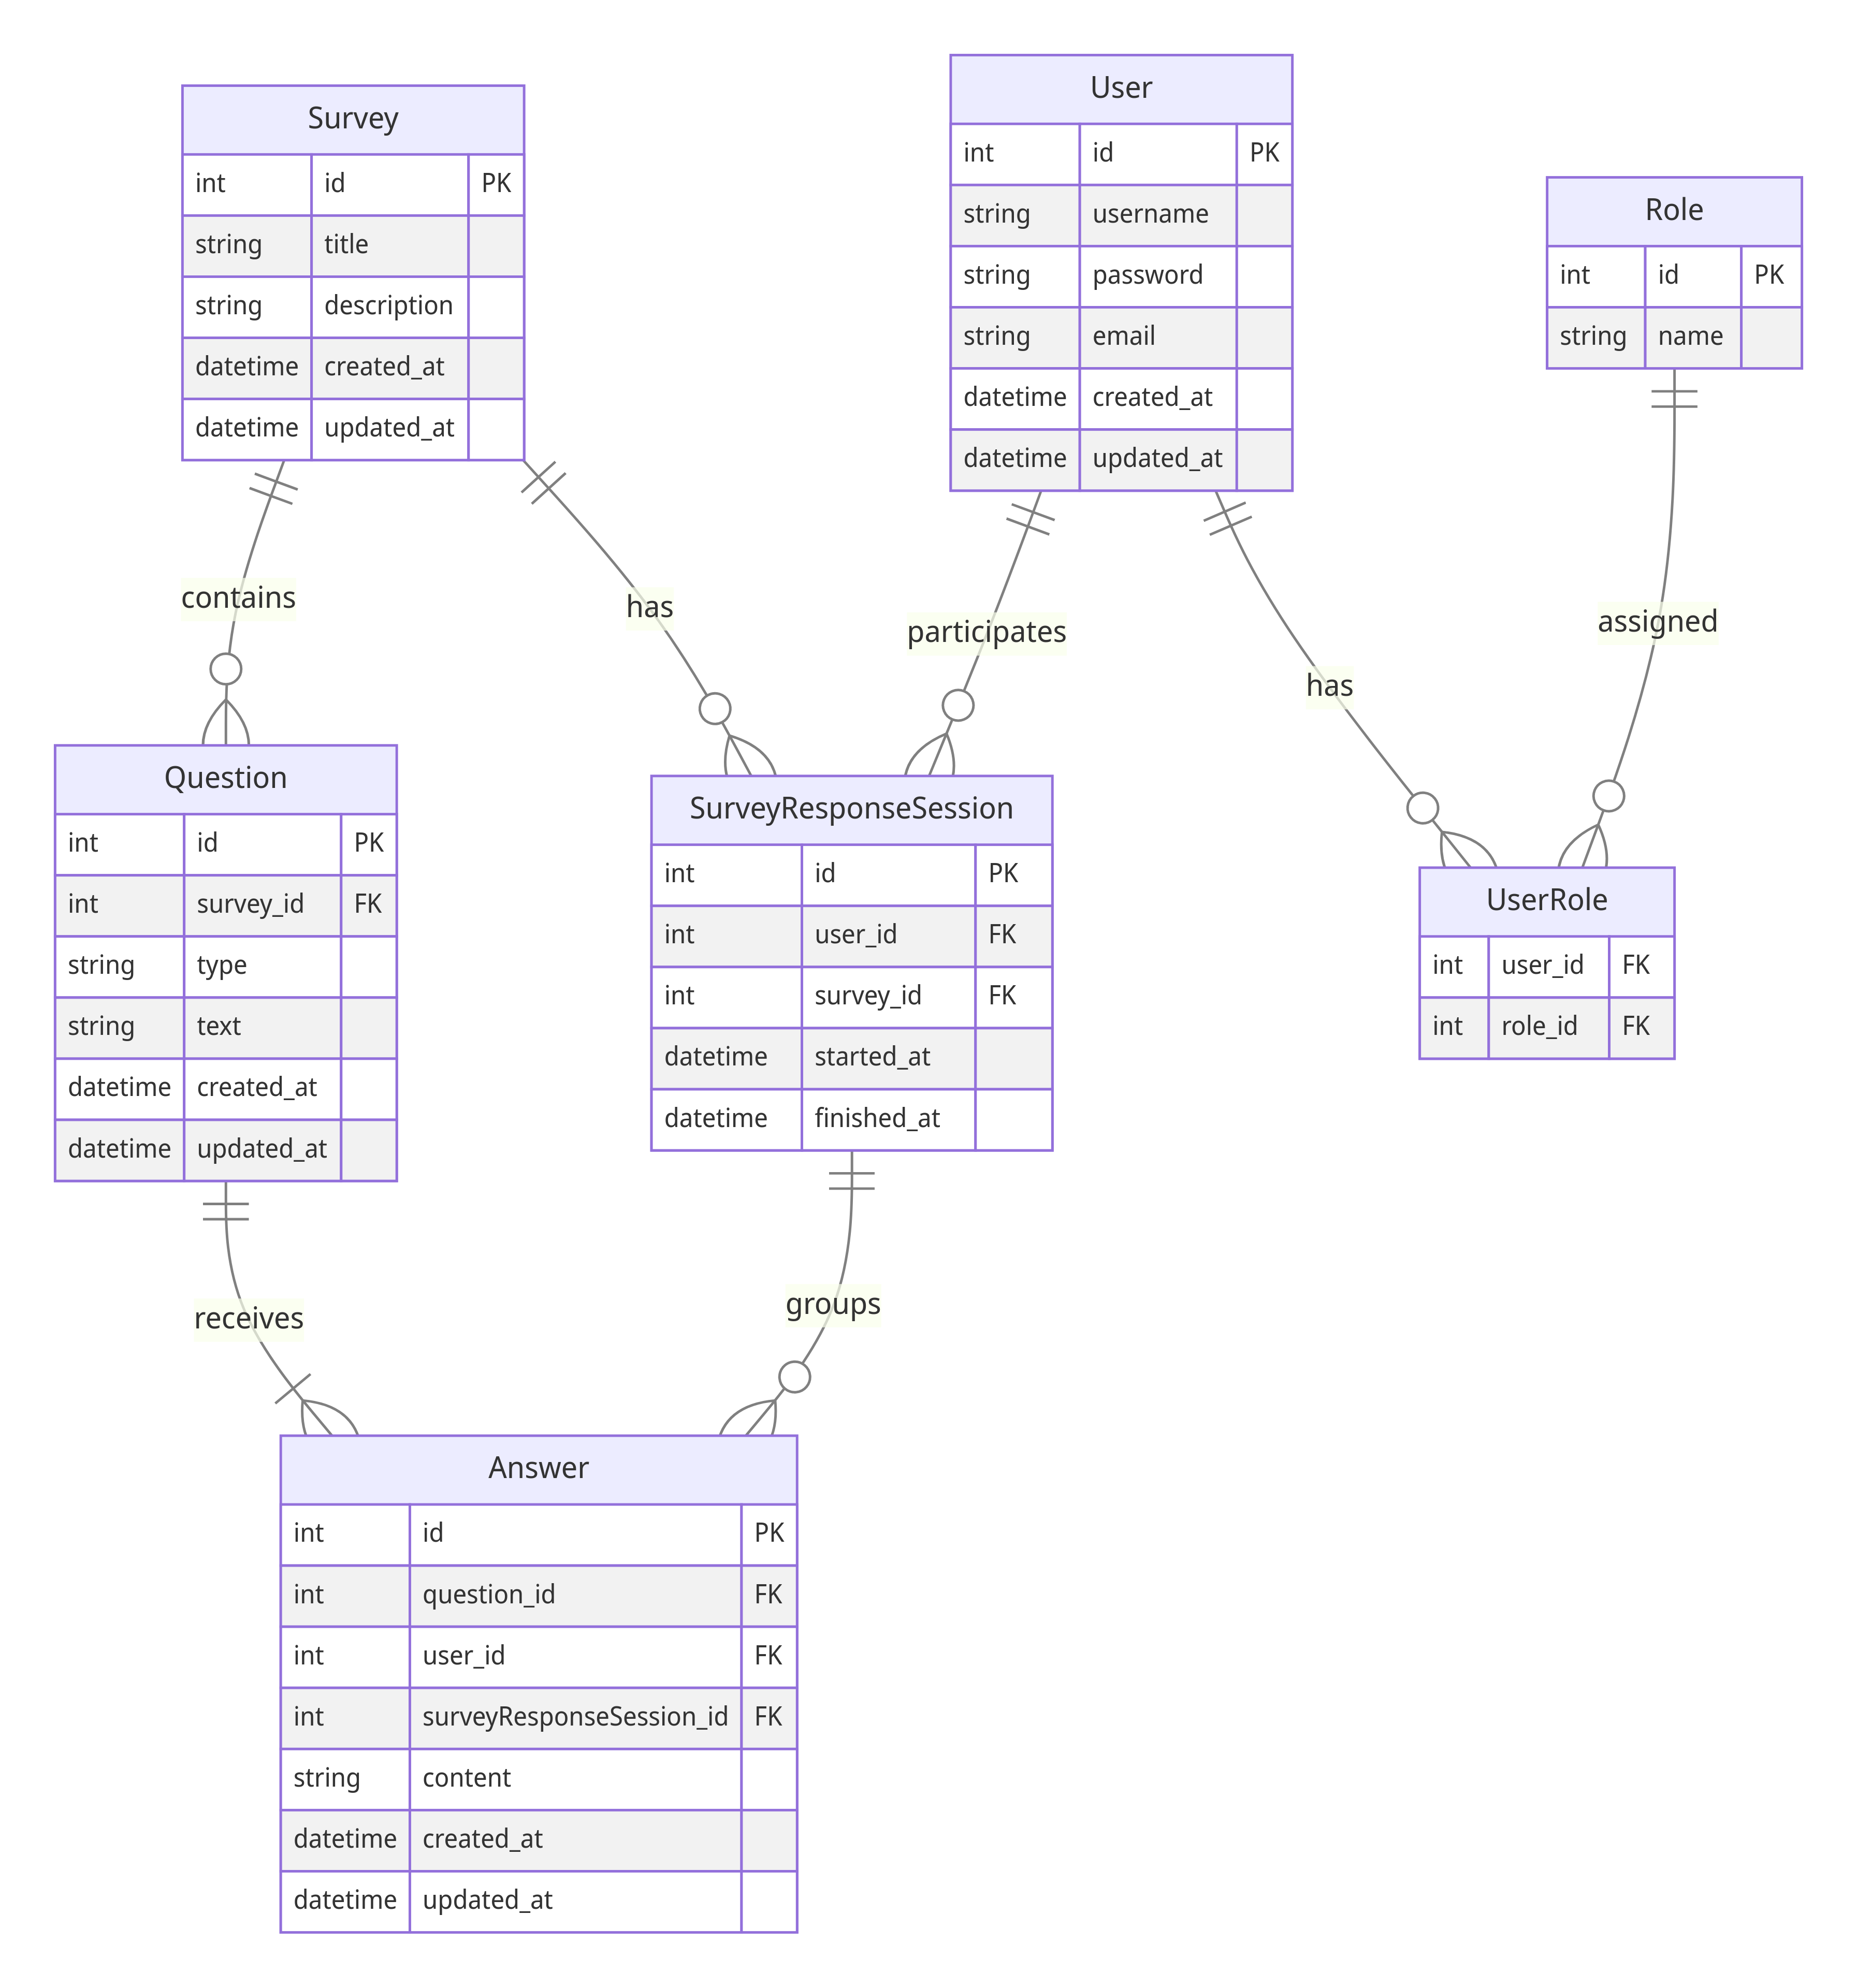 Survey
int id PK
string title
string description
datetime created_at
datetime updated_at
User
int id PK
string username
string password
string email
datetime created_at
datetime updated_at
Role
int id PK
string name
contains
has
participates
has
assigned
Question
int id PK
int survey_id FK
string type
string text
datetime created_at
datetime updated_at
SurveyResponseSession
int id PK
int user_id FK
int survey_id FK
datetime started_at
datetime finished_at
UserRole
int user_id FK
int role_id FK
receives
groups
Answer
int id PK
int question_id FK
int user_id FK
int surveyResponseSession_id FK
string content
datetime created_at
datetime updated_at